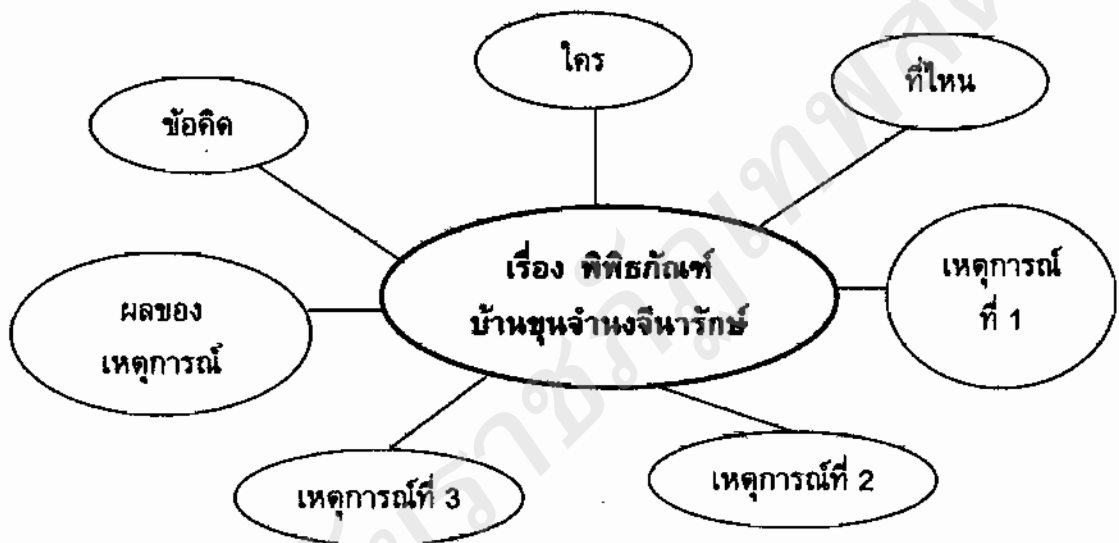 ใคร
ที่ไหน
ข้อคิด
เรื่อง พิพิธภัณฑ์
บ้านขุนจำนงจีนารักษ์
เหตุการณ์
ที่ 1
ผลของ
เหตุการณ์
เหตุการณ์ที่ 3
เหตุการณ์ที่ 2